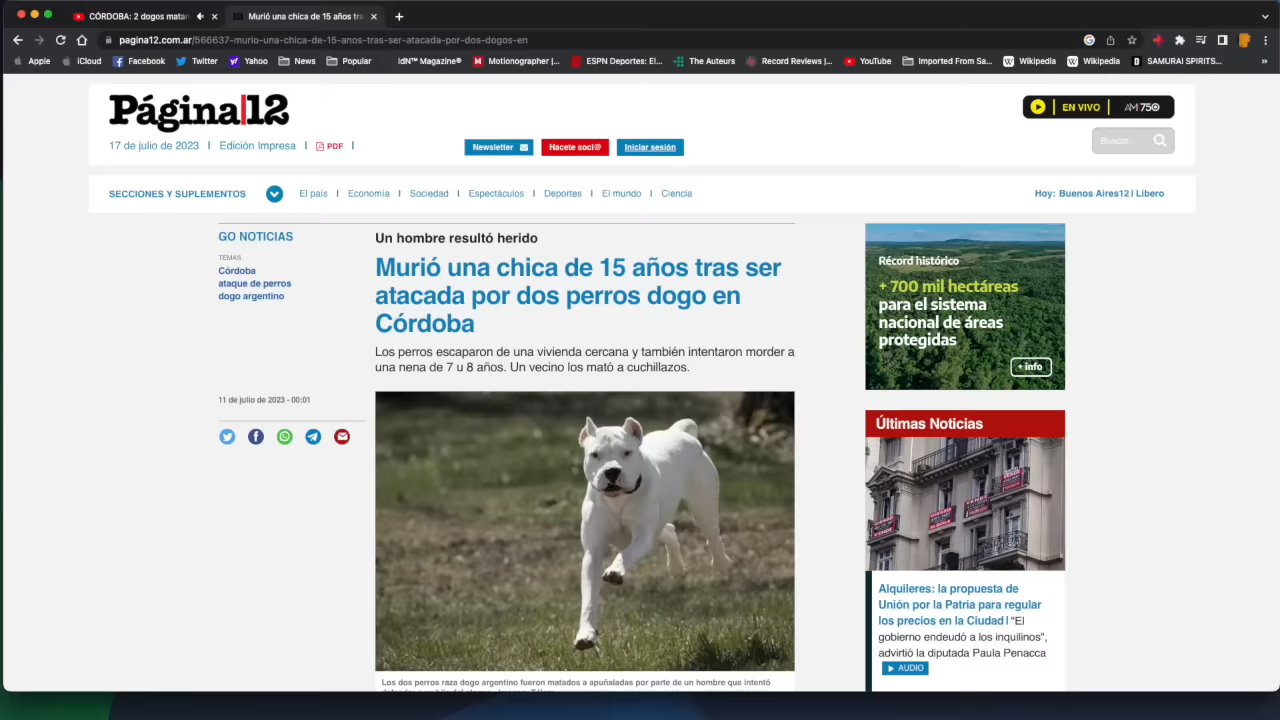 CÓRDOBA: 2 dogos matar
Murió una chica de 15 años tra
pagina12.com.ar/566637-murio-una-chica-de-15-anos-tras-ser-atacada-por-dos-dogos-en
Apple iCloud Facebook Twitter Yahoo News Popular IdN™ Magazine® Motionographer |... ESPN Deportes: El... The Auteurs Record Reviews |... YouTube Imported From Sa... Wikipedia Wikipedia SAMURAI SPIRITS... »
Página|12
EN VIVO AM 750
17 de julio de 2023 | Edición Impresa | PDF |
Newsletter Hacete soci@ Iniciar sesión
Buscar...
SECCIONES Y SUPLEMENTOS El país | Economía | Sociedad | Espectáculos | Deportes | El mundo | Ciencia
Hoy: Buenos Aires12 | Líbero
GO NOTICIAS
TEMAS
Córdoba
ataque de perros
dogo argentino
11 de julio de 2023 - 00:01
Un hombre resultó herido
Murió una chica de 15 años tras ser
atacada por dos perros dogo en
Córdoba
Los perros escaparon de una vivienda cercana y también intentaron morder a
una nena de 7 u 8 años. Un vecino los mató a cuchillazos.
Los dos perros raza dogo argentino fueron matados a apuñaladas por parte de un hombre que intentó
Récord histórico
+ 700 mil hectáreas
para el sistema
nacional de áreas
protegidas
+ info
Últimas Noticias
Alquileres: la propuesta de
Unión por la Patria para regular
los precios en la Ciudad | "El
gobierno endeudó a los inquilinos",
advirtió la diputada Paula Penacca
AUDIO